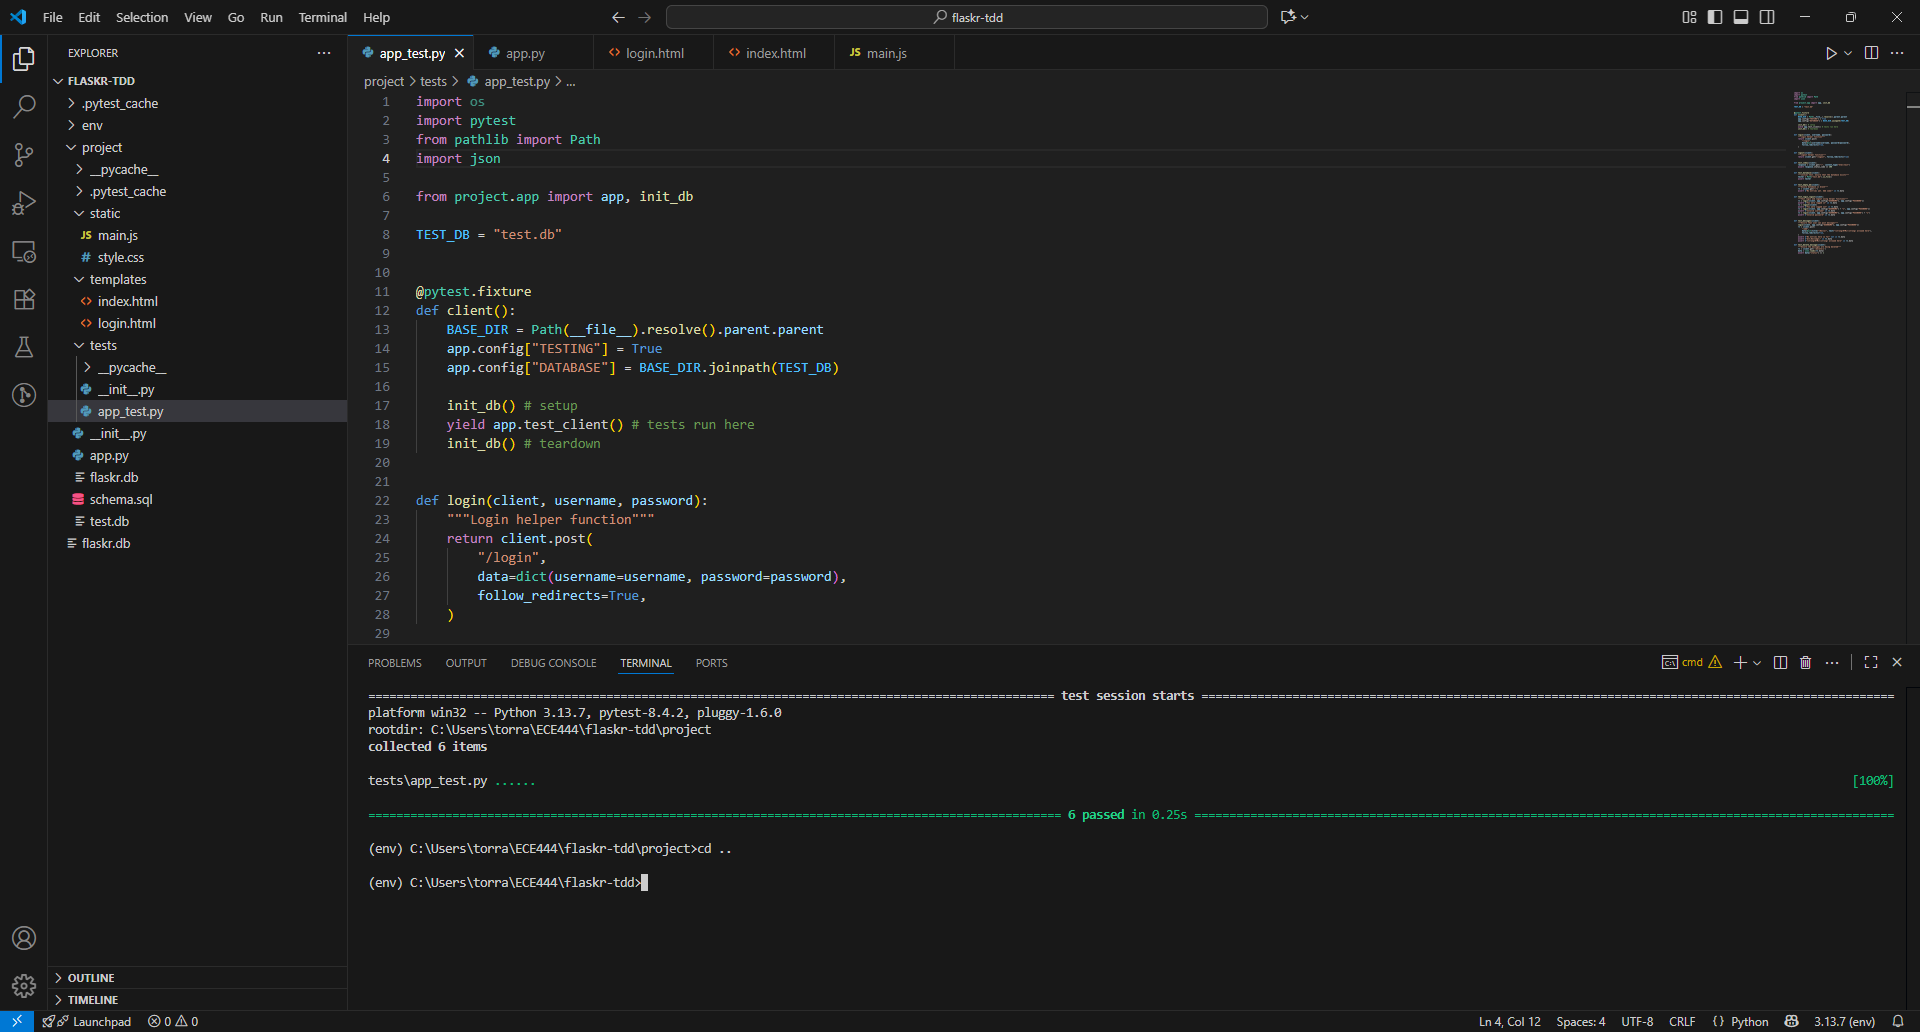 File Edit Selection View Go Run Terminal Help
flaskr-tdd
EXPLORER
FLASKR-TDD
.pytest_cache
env
project
__pycache__
.pytest_cache
static
JS main.js
# style.css
templates
<> index.html
<> login.html
tests
__pycache__
__init__.py
app_test.py
__init__.py
app.py
flaskr.db
schema.sql
test.db
flaskr.db
OUTLINE
TIMELINE
app_test.py app.py <> login.html <> index.html JS main.js
project > tests > app_test.py > ...
1 import os
2 import pytest
3 from pathlib import Path
4 import json
5
6 from project.app import app, init_db
7
8 TEST_DB = "test.db"
9
10
11 @pytest.fixture
12 def client():
13 BASE_DIR = Path(__file__).resolve().parent.parent
14 app.config["TESTING"] = True
15 app.config["DATABASE"] = BASE_DIR.joinpath(TEST_DB)
16
17 init_db() # setup
18 yield app.test_client() # tests run here
19 init_db() # teardown
20
21
22 def login(client, username, password):
23 """Login helper function"""
24 return client.post(
25 "/login",
26 data=dict(username=username, password=password),
27 follow_redirects=True,
28 )
29
PROBLEMS OUTPUT DEBUG CONSOLE TERMINAL PORTS
cmd
test session starts
platform win32 -- Python 3.13.7, pytest-8.4.2, pluggy-1.6.0
rootdir: C:\Users\torra\ECE444\flaskr-tdd\project
collected 6 items
tests\app_test.py ...... [100%]
6 passed in 0.25s
(env) C:\Users\torra\ECE444\flaskr-tdd\project>cd ..
(env) C:\Users\torra\ECE444\flaskr-tdd>
Launchpad 0 0 Ln 4, Col 12 Spaces: 4 UTF-8 CRLF {} Python 3.13.7 (env)